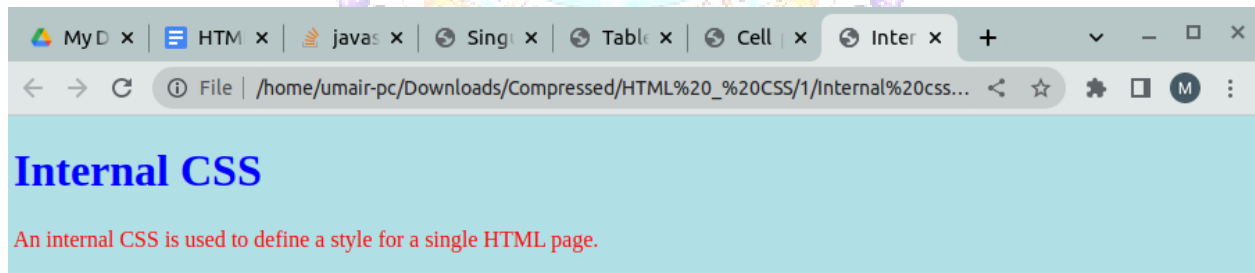 My D HTM javas Sing Table Cell p Inter
File /home/umair-pc/Downloads/Compressed/HTML%20_%20CSS/1/Internal%20css... M
Internal CSS
An internal CSS is used to define a style for a single HTML page.